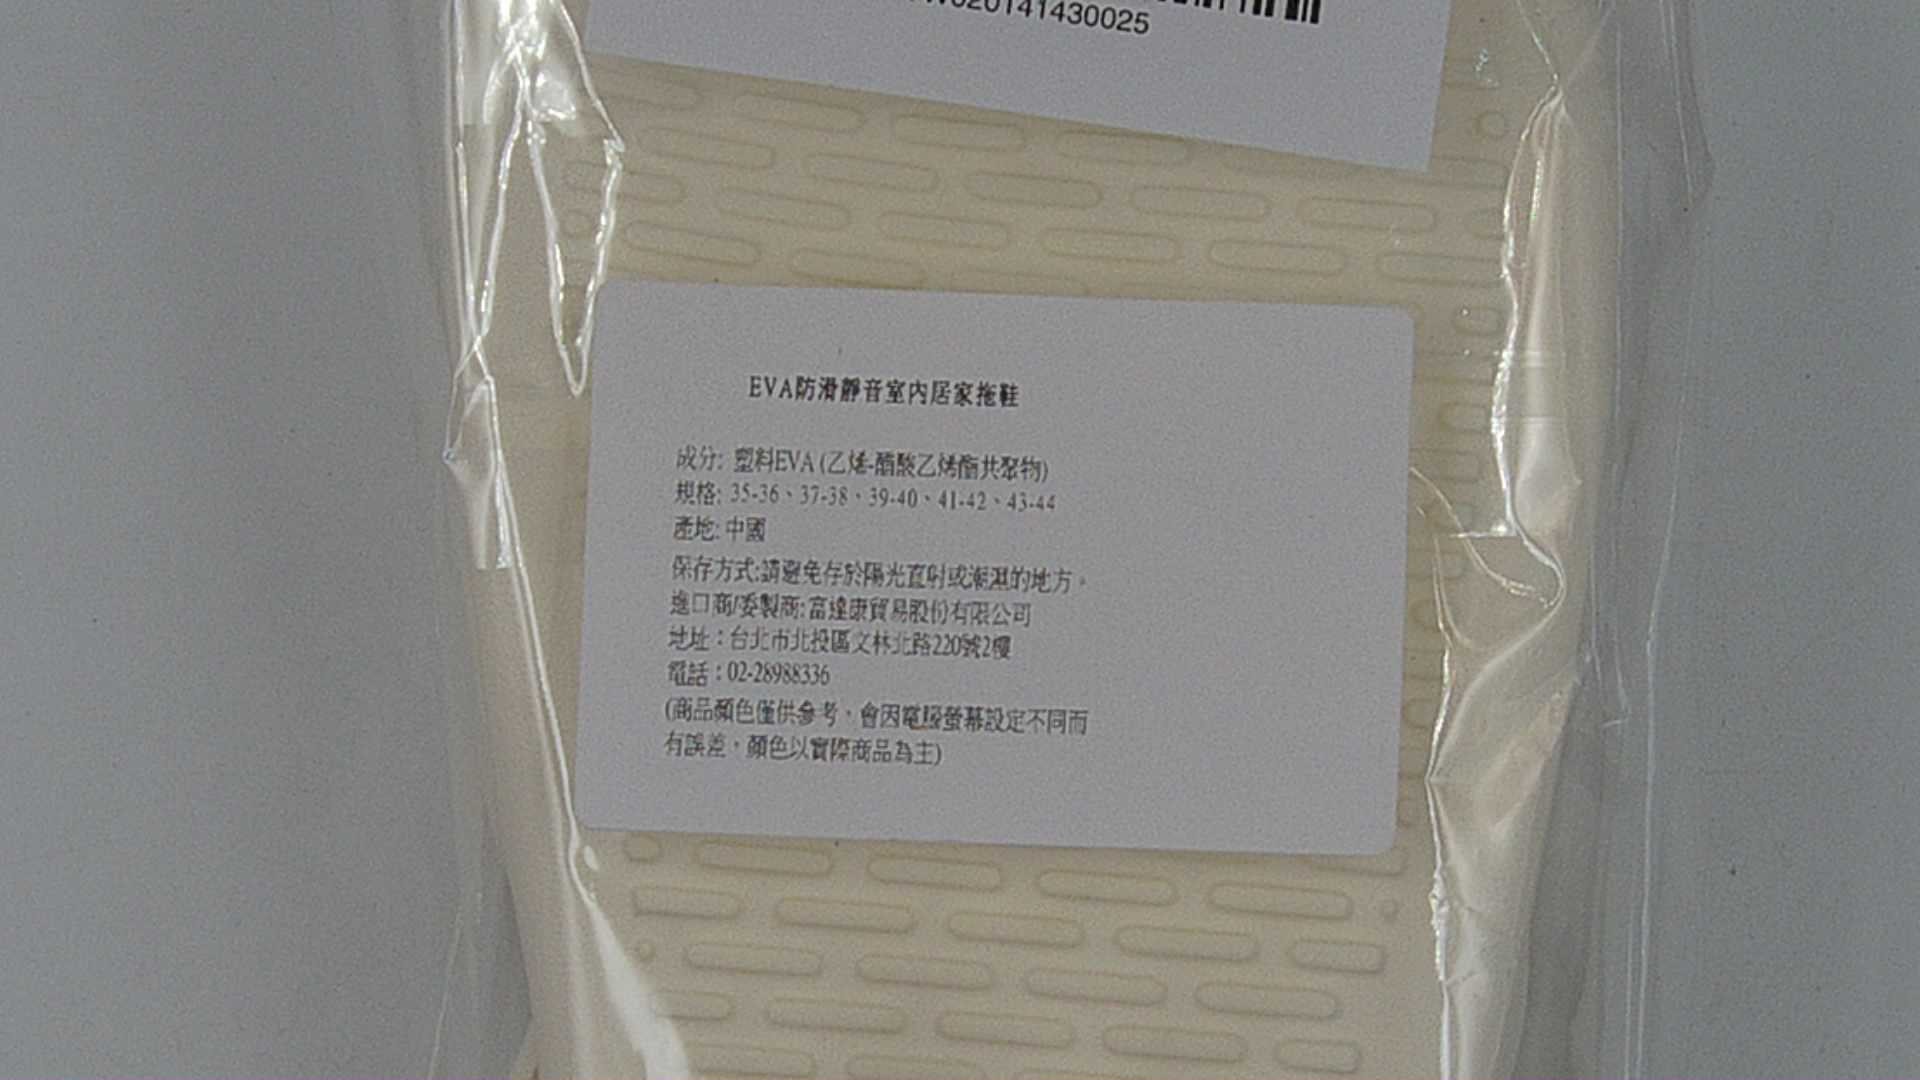 020141430025
EVA防滑靜音室內居家拖鞋
成分: 塑料EVA (乙烯-醋酸乙烯酯共聚物)
規格: 35-36、37-38、39-40、41-42、43-44
產地: 中國
保存方式:請避免存於陽光直射或潮濕的地方。
進口商/委製商:富達康貿易股份有限公司
地址：台北市北投區文林北路220號2樓
電話：02-28988336
(商品顏色僅供參考，會因電腦螢幕設定不同而
有誤差，顏色以實際商品為主)